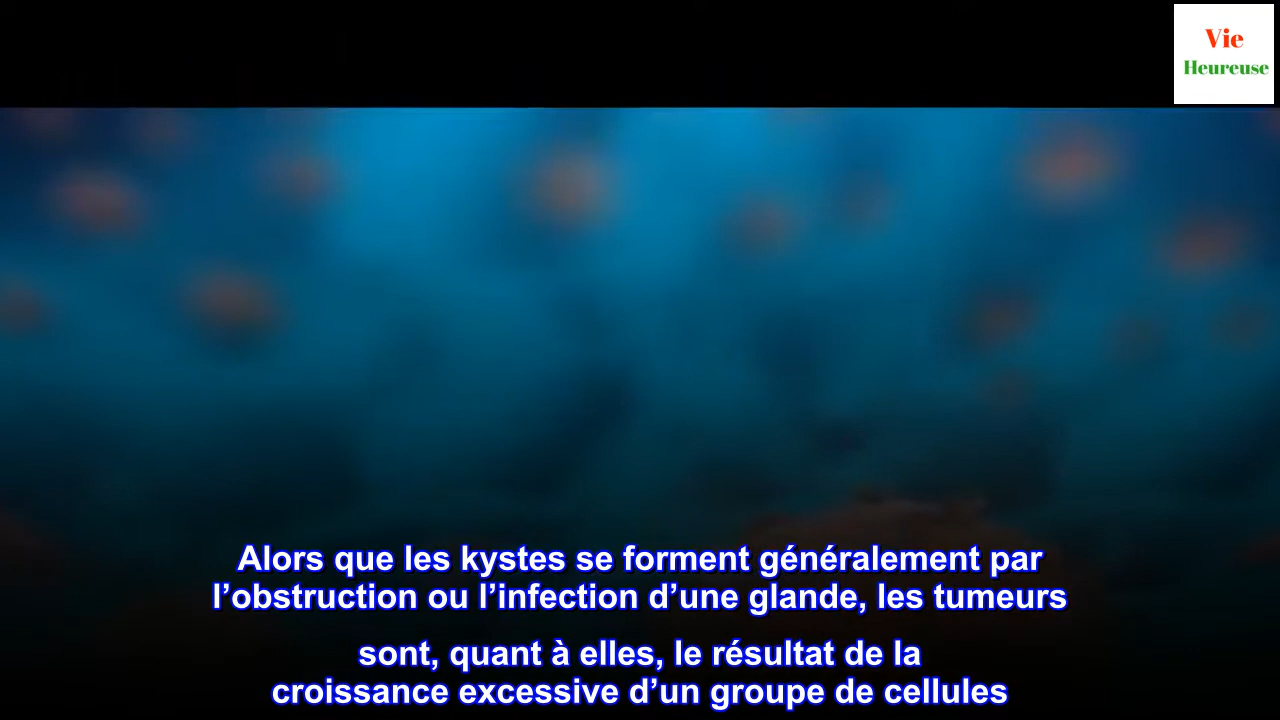 Vie
Heureuse
Alors que les kystes se forment généralement par
l’obstruction ou l’infection d’une glande, les tumeurs
sont, quant à elles, le résultat de la
croissance excessive d’un groupe de cellules